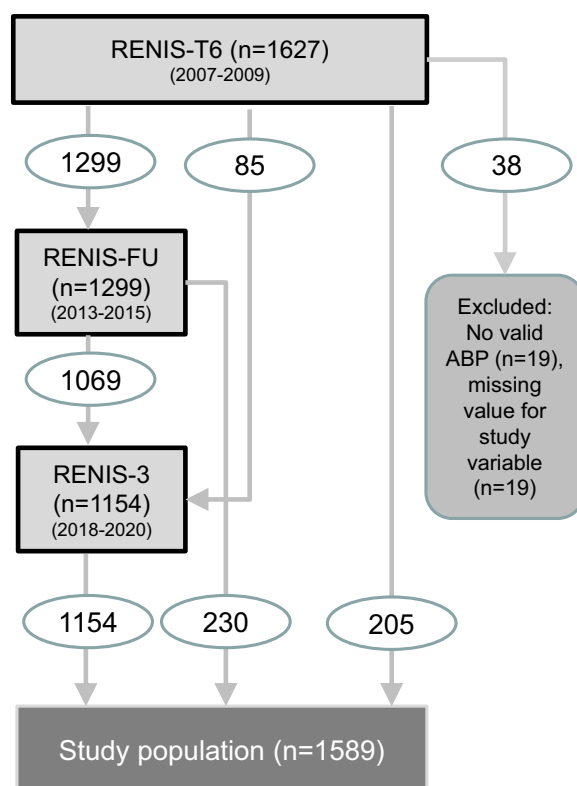 RENIS-T6 (n=1627)
(2007-2009)
1299
85
38
RENIS-FU
(n=1299)
(2013-2015)
Excluded:
No valid
ABP (n=19),
missing
value for
study
variable
(n=19)
1069
RENIS-3
(n=1154)
(2018-2020)
1154
230
205
Study population (n=1589)